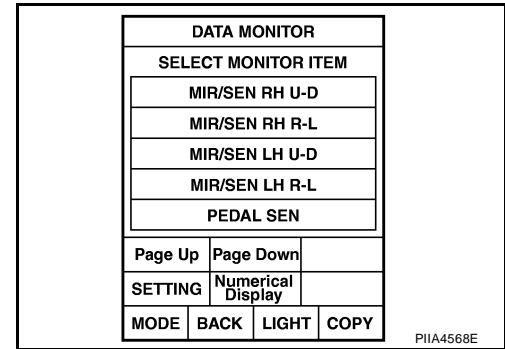 DATA MONITOR
SELECT MONITOR ITEM
MIR/SEN RH U-D
MIR/SEN RH R-L
MIR/SEN LH U-D
MIR/SEN LH R-L
PEDAL SEN
Page Up Page Down
SETTING Numerical
Display
MODE BACK LIGHT COPY
PIIA4568E